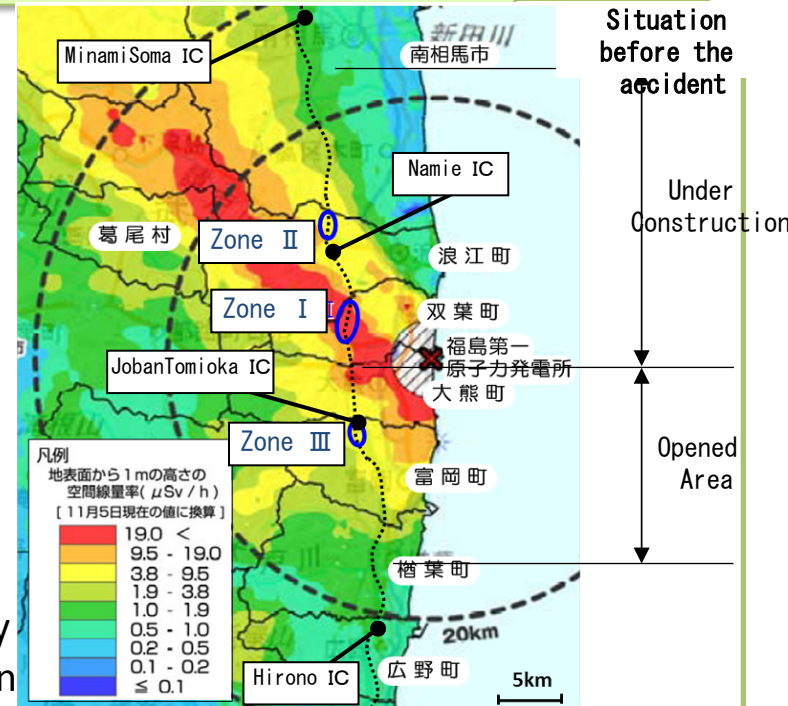 Situation
before the
accident
新田川
南相馬市
MinamiSoma IC
Namie IC
Under
Construction
葛尾村
Zone Ⅱ
浪江町
Zone Ⅰ
双葉町
福島第一
原子力発電所
JobanTomioka IC
大熊町
Zone Ⅲ
Opened
Area
富岡町
凡例
地表面から1mの高さの
空間線量率(μSv/h)
[11月5日現在の値に換算]
19.0 <
9.5 - 19.0
3.8 - 9.5
1.9 - 3.8
1.0 - 1.9
0.5 - 1.0
0.2 - 0.5
0.1 - 0.2
≦ 0.1
楢葉町
20km
広野町
Hirono IC
5km